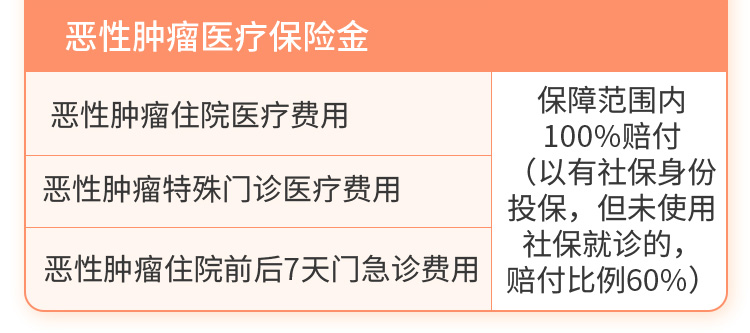 恶性肿瘤医疗保险金
恶性肿瘤住院医疗费用
恶性肿瘤特殊门诊医疗费用
恶性肿瘤住院前后7天门急诊费用
保障范围内
100%赔付
（以有社保身份
投保，但未使用
社保就诊的，
赔付比例60%）